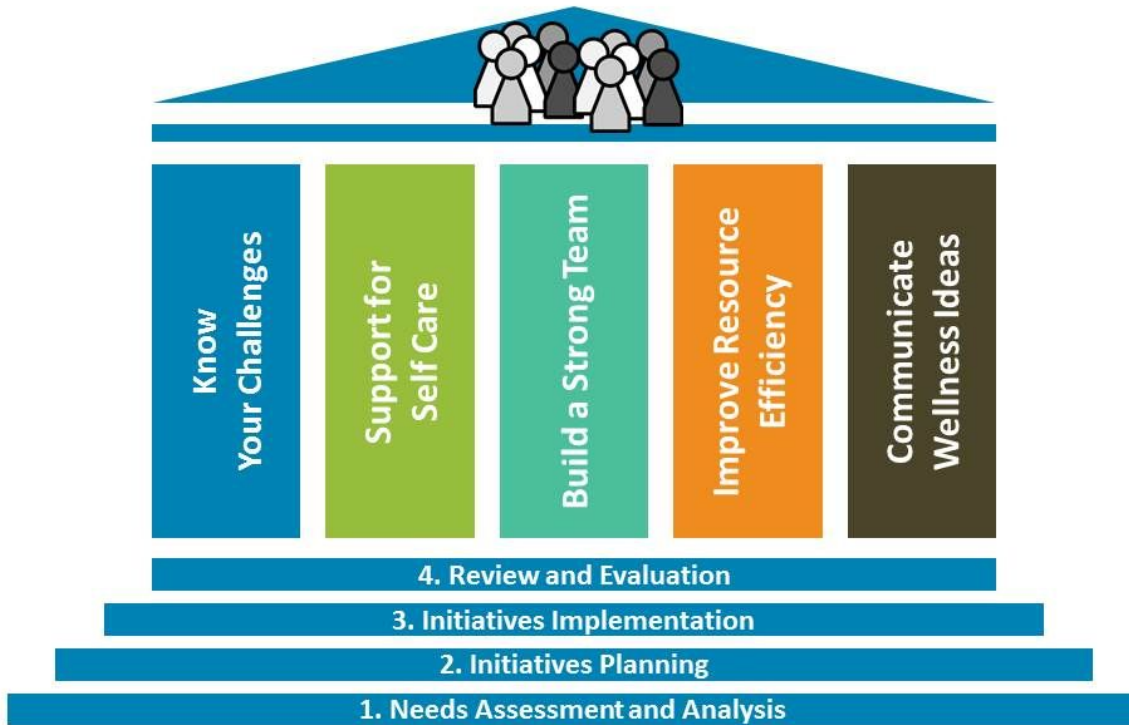 Know
Your Challenges
Support for
Self Care
Build a Strong Team
Improve Resource
Efficiency
Communicate
Wellness Ideas
4. Review and Evaluation
3. Initiatives Implementation
2. Initiatives Planning
1. Needs Assessment and Analysis